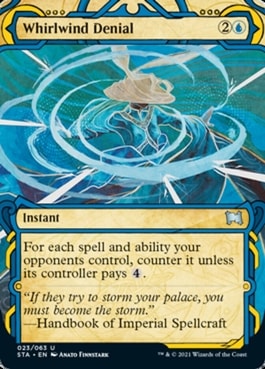 Whirlwind Denial 2
Instant
For each spell and ability your
opponents control, counter it unless
its controller pays 4.
"If they try to storm your palace, you
must become the storm."
—Handbook of Imperial Spellcraft
023/063 U
STA • EN ANATO FINNSTARK
™ & © 2021 Wizards of the Coast